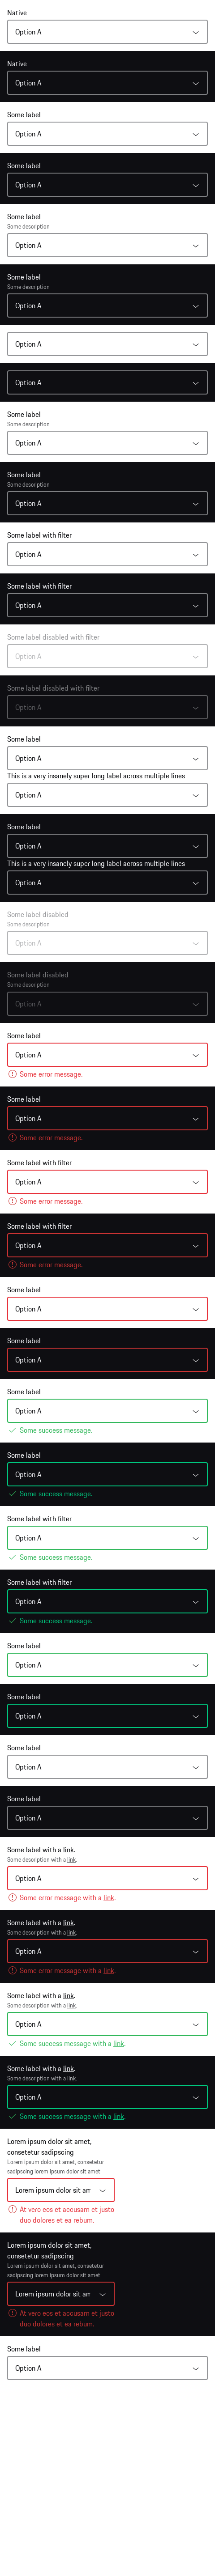 Native
Option A
Native
Option A
Some label
Option A
Some label
Option A
Some label
Some description
Option A
Some label
Some description
Option A
Option A
Option A
Some label
Some description
Option A
Some label
Some description
Option A
Some label with filter
Option A
Some label with filter
Option A
Some label disabled with filter
Option A
Some label disabled with filter
Option A
Some label
Option A
This is a very insanely super long label across multiple lines
Option A
Some label
Option A
This is a very insanely super long label across multiple lines
Option A
Some label disabled
Some description
Option A
Some label disabled
Some description
Option A
Some label
Option A
Some error message.
Some label
Option A
Some error message.
Some label with filter
Option A
Some error message.
Some label with filter
Option A
Some error message.
Some label
Option A
Some label
Option A
Some label
Option A
Some success message.
Some label
Option A
Some success message.
Some label with filter
Option A
Some success message.
Some label with filter
Option A
Some success message.
Some label
Option A
Some label
Option A
Some label
Option A
Some label
Option A
Some label with a link.
Some description with a link.
Option A
Some error message with a link.
Some label with a link.
Some description with a link.
Option A
Some error message with a link.
Some label with a link.
Some description with a link.
Option A
Some success message with a link.
Some label with a link.
Some description with a link.
Option A
Some success message with a link.
Lorem ipsum dolor sit amet,
consetetur sadipscing
Lorem ipsum dolor sit amet, consetetur
sadipscing lorem ipsum dolor sit amet
Lorem ipsum dolor sit am
At vero eos et accusam et justo
duo dolores et ea rebum.
Lorem ipsum dolor sit amet,
consetetur sadipscing
Lorem ipsum dolor sit amet, consetetur
sadipscing lorem ipsum dolor sit amet
Lorem ipsum dolor sit am
At vero eos et accusam et justo
duo dolores et ea rebum.
Some label
Option A